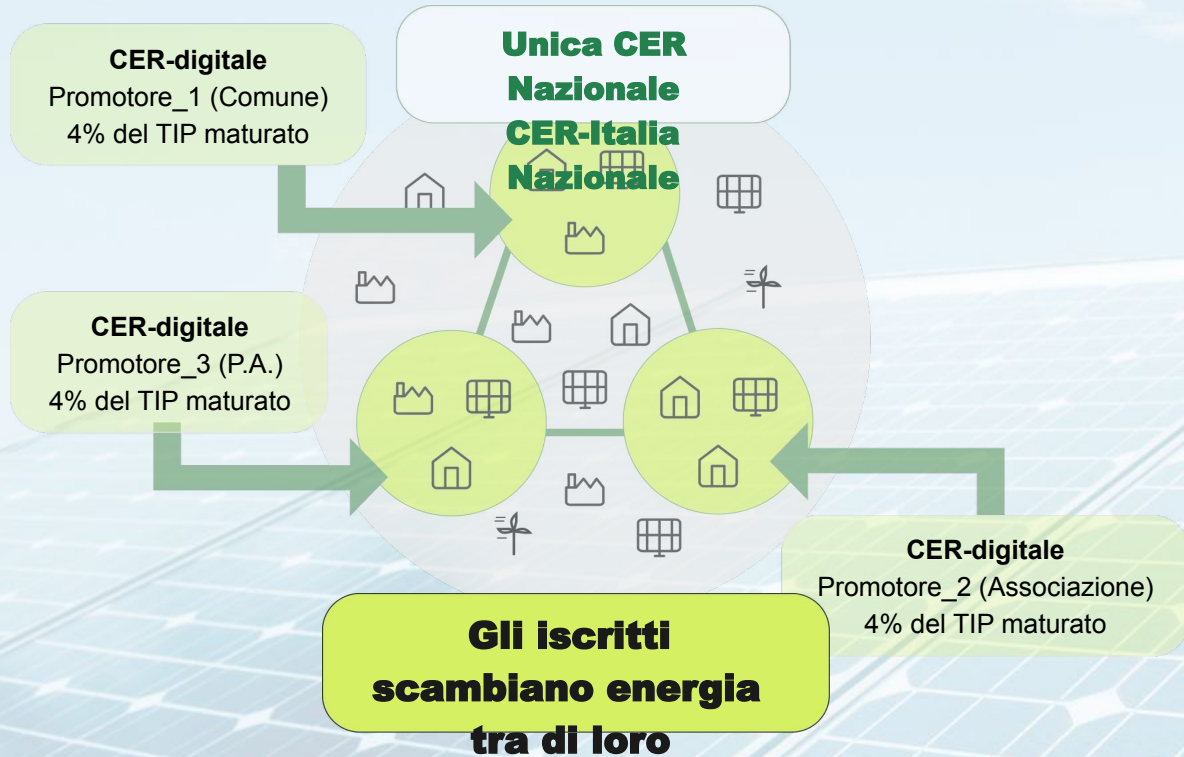 Unica CER
Nazionale
CER-Italia
Nazionale
CER-digitale
Promotore_1 (Comune)
4% del TIP maturato
CER-digitale
Promotore_3 (P.A.)
4% del TIP maturato
CER-digitale
Promotore_2 (Associazione)
4% del TIP maturato
Gli iscritti
scambiano energia
tra di loro